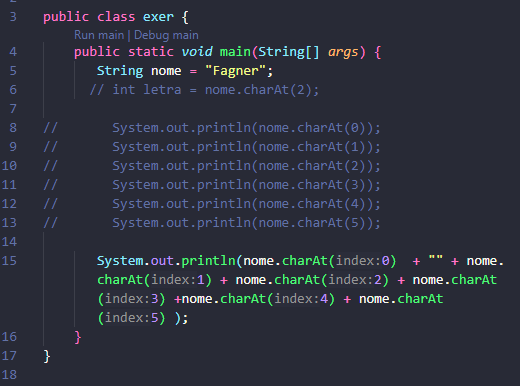 3 public class exer {
Run main | Debug main
4 public static void main(String[] args) {
5 String nome = "Fagner";
6 // int letra = nome.charAt(2);
7
8 // System.out.println(nome.charAt(0));
9 // System.out.println(nome.charAt(1));
10 // System.out.println(nome.charAt(2));
11 // System.out.println(nome.charAt(3));
12 // System.out.println(nome.charAt(4));
13 // System.out.println(nome.charAt(5));
14
15 System.out.println(nome.charAt(index:0) + "" + nome.
charAt(index:1) + nome.charAt(index:2) + nome.charAt
(index:3) +nome.charAt(index:4) + nome.charAt
(index:5) );
16 }
17 }
18